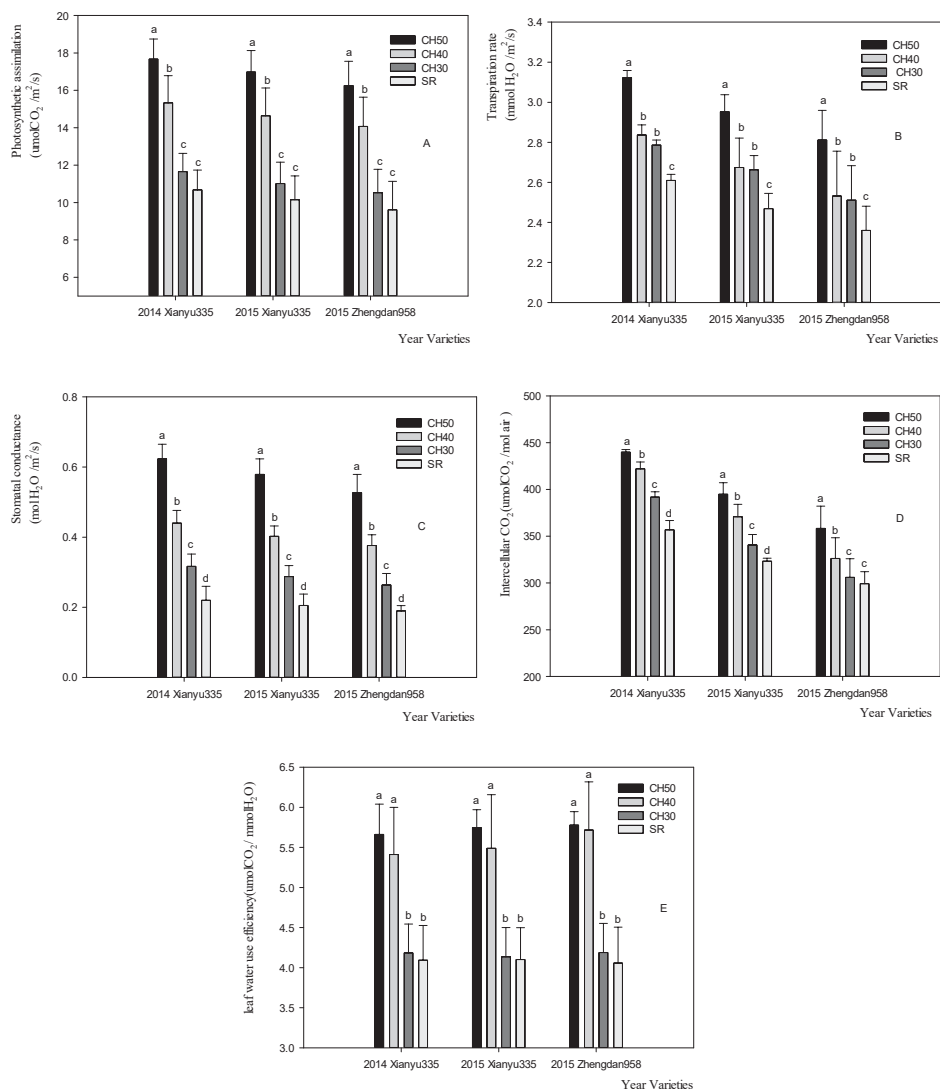 Photosynthetic assimilation
(umolCO2 /m2/s)
20
18
16
14
12
10
8
6
a
b
c
c
a
b
c
c
a
b
c
c
CH50
CH40
CH30
SR
A
2014 Xianyu335
2015 Xianyu335
2015 Zhengdan958
Year Varieties
Transpiration rate
(mmol H2O /m2/s)
3.4
3.2
3.0
2.8
2.6
2.4
2.2
2.0
a
b
b
c
a
b
b
c
a
b
b
c
CH50
CH40
CH30
SR
B
2014 Xianyu335
2015 Xianyu335
2015 Zhengdan958
Year Varieties
Stomatal conductance
(mol H2O /m2/s)
0.8
0.6
0.4
0.2
0.0
a
b
c
d
a
b
c
d
a
b
c
d
CH50
CH40
CH30
SR
C
2014 Xianyu335
2015 Xianyu335
2015 Zhengdan958
Year Varieties
Intercellular CO2(umolCO2 /mol air )
500
450
400
350
300
250
200
a
b
c
d
a
b
c
d
a
b
c
c
CH50
CH40
CH30
SR
D
2014 Xianyu335
2015 Xianyu335
2015 Zhengdan958
Year Varieties
leaf water use efficiency(umolCO2/ mmolH2O)
6.5
6.0
5.5
5.0
4.5
4.0
3.5
3.0
a
a
b
b
a
a
b
b
a
a
b
b
CH50
CH40
CH30
SR
E
2014 Xianyu335
2015 Xianyu335
2015 Zhengdan958
Year Varieties